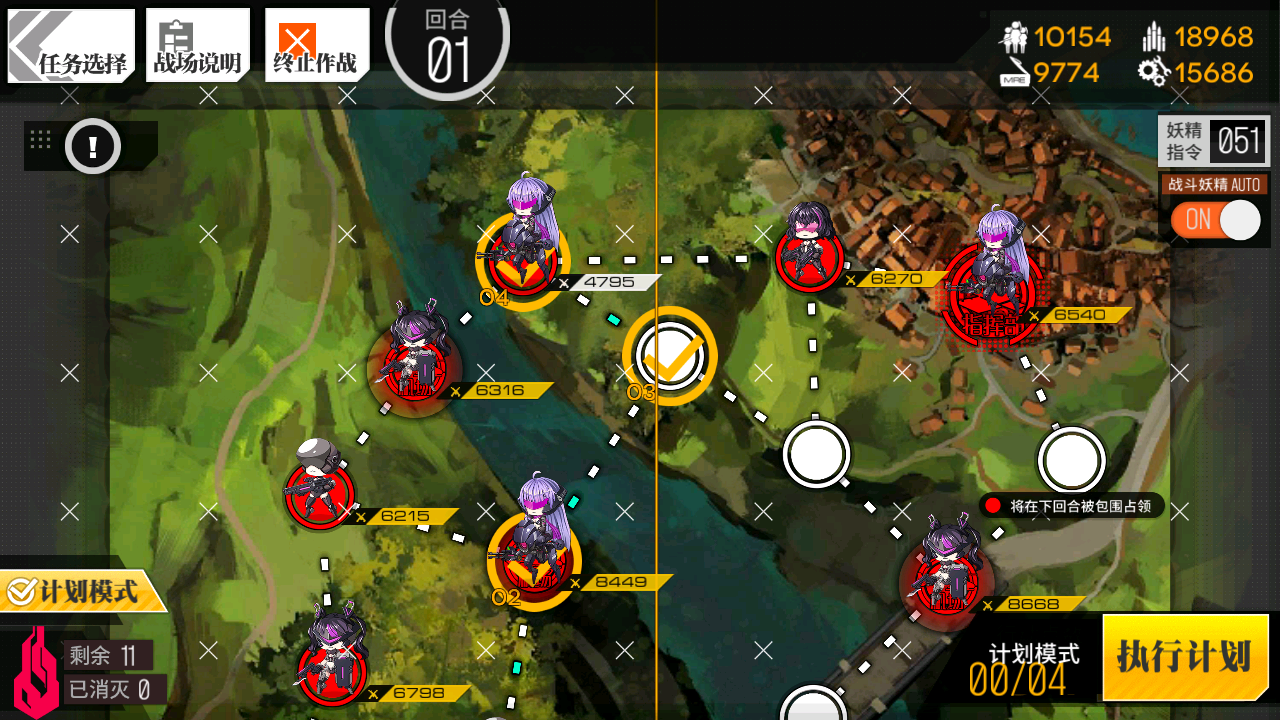 任务选择
战场说明
终止作战
回合
01
10154
18968
MRE
9774
15686
妖精
指令
051
战斗妖精 AUTO
ON
4795
04
6270
6540
指挥部
6316
03
6215
将在下回合被包围占领
8449
02
8668
计划模式
剩余 11
已消灭 0
6798
计划模式
00/04
执行计划